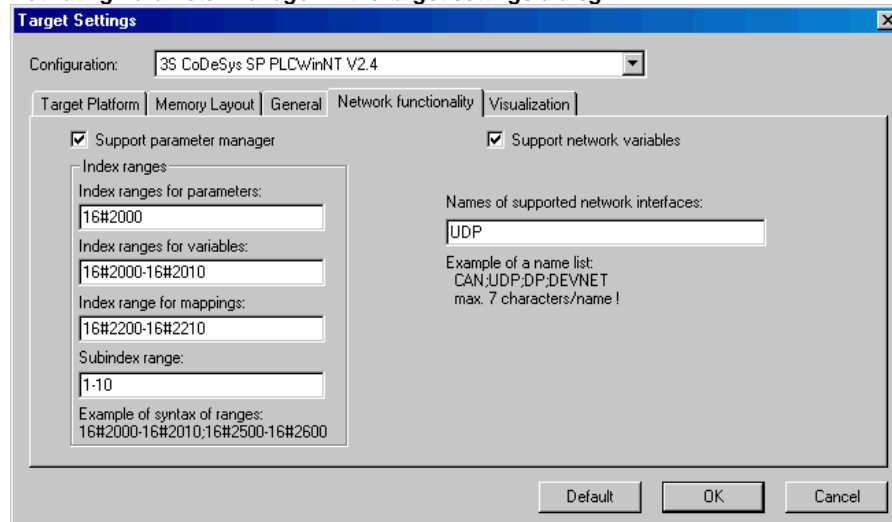 Target Settings
Configuration: 3S CoDeSys SP PLCWinNT V2.4
Target Platform Memory Layout General Network functionality Visualization
Support parameter manager
Index ranges
Index ranges for parameters:
16#2000
Index ranges for variables:
16#2000-16#2010
Index range for mappings:
16#2200-16#2210
Subindex range:
1-10
Example of syntax of ranges:
16#2000-16#2010;16#2500-16#2600
Support network variables
Names of supported network interfaces:
UDP
Example of a name list:
CAN;UDP;DP;DEVNET
max. 7 characters/name !
Default OK Cancel